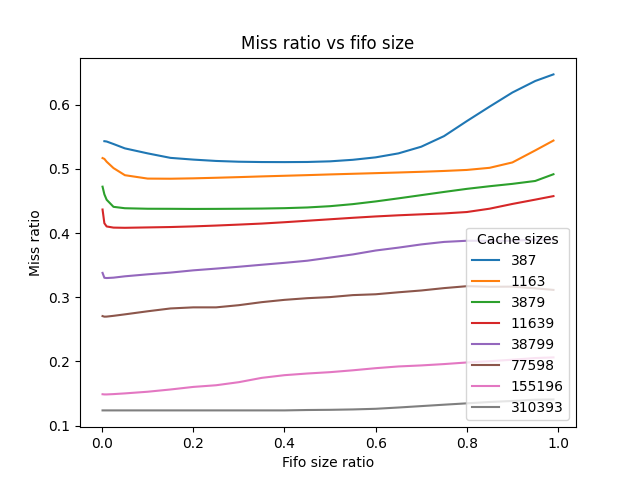 Miss ratio vs fifo size
Miss ratio
0.6
0.5
0.4
0.3
0.2
0.1
Cache sizes
387
1163
3879
11639
38799
77598
155196
310393
0.0 0.2 0.4 0.6 0.8 1.0
Fifo size ratio